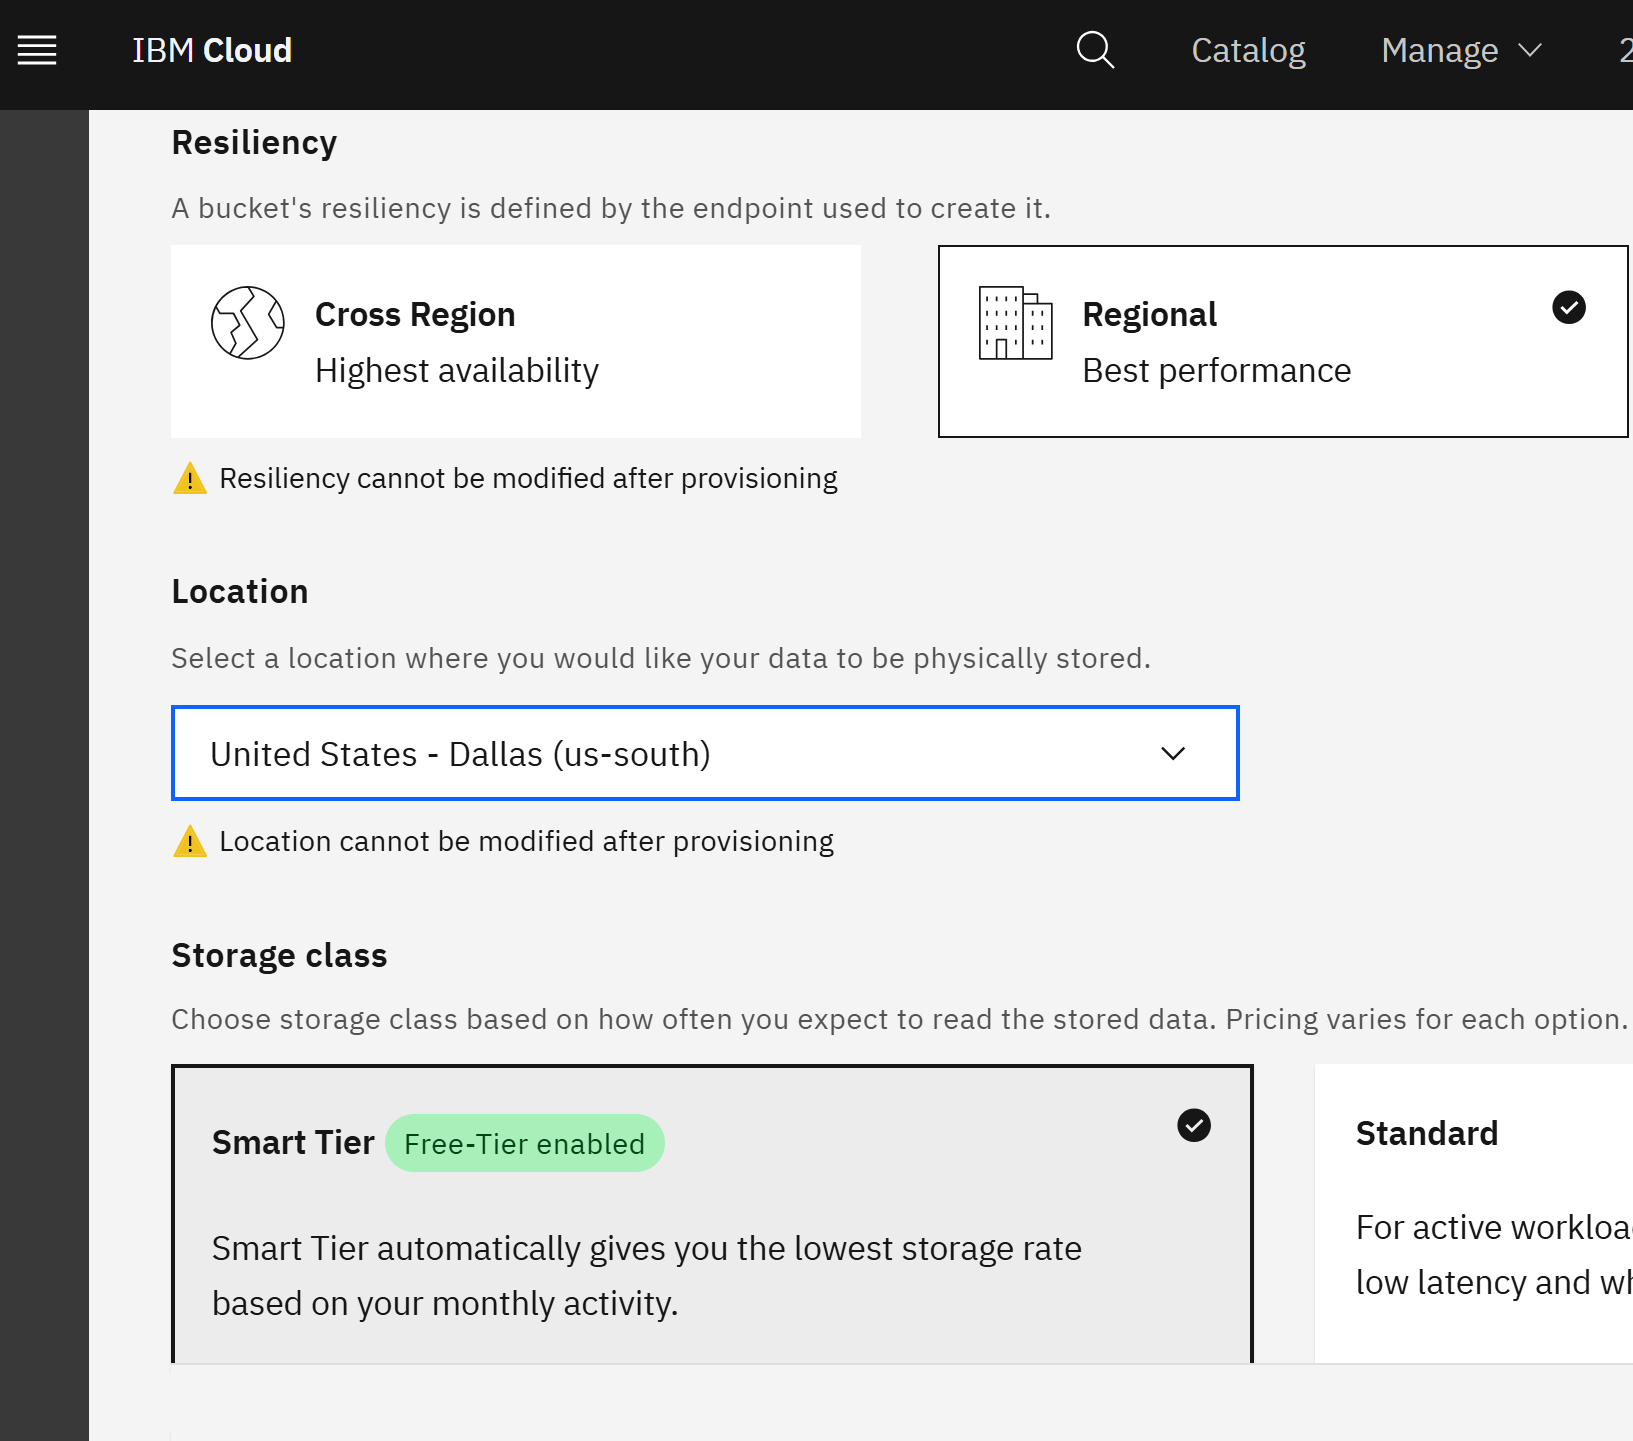 IBM Cloud
Catalog
Manage
2
Resiliency
A bucket's resiliency is defined by the endpoint used to create it.
Cross Region
Highest availability
Regional
Best performance
Resiliency cannot be modified after provisioning
Location
Select a location where you would like your data to be physically stored.
United States - Dallas (us-south)
Location cannot be modified after provisioning
Storage class
Choose storage class based on how often you expect to read the stored data. Pricing varies for each option.
Smart Tier Free-Tier enabled
Smart Tier automatically gives you the lowest storage rate
based on your monthly activity.
Standard
For active
low latency and